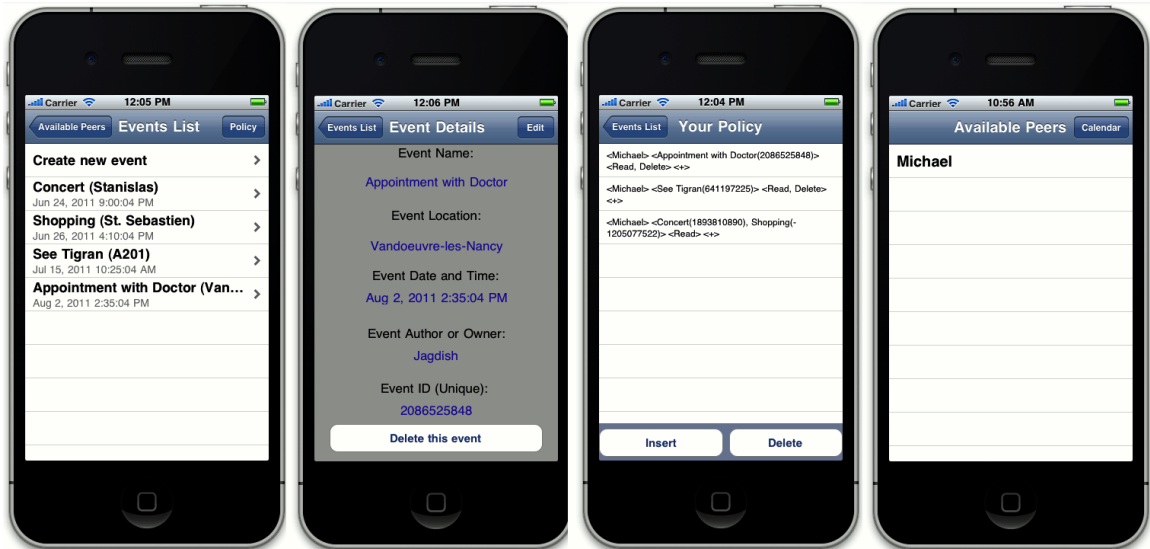 Carrier 12:05 PM
Available Peers Events List Policy
Create new event
Concert (Stanislas)
Jun 24, 2011 9:00:04 PM
Shopping (St. Sebastien)
Jun 26, 2011 4:10:04 PM
See Tigran (A201)
Jul 15, 2011 10:25:04 AM
Appointment with Doctor (Van...
Aug 2, 2011 2:35:04 PM
Carrier 12:06 PM
Events List Event Details Edit
Event Name:
Appointment with Doctor
Event Location:
Vandoeuvre-les-Nancy
Event Date and Time:
Aug 2, 2011 2:35:04 PM
Event Author or Owner:
Jagdish
Event ID (Unique):
2086525848
Delete this event
Carrier 12:04 PM
Events List Your Policy
<Michael> <Appointment with Doctor(2086525848)>
<Read, Delete> <+>
<Michael> <See Tigran(641197225)> <Read, Delete>
<+>
<Michael> <Concert(1893810890), Shopping(-
1205077522)> <Read> <+>
Insert Delete
Carrier 10:56 AM
Available Peers Calendar
Michael